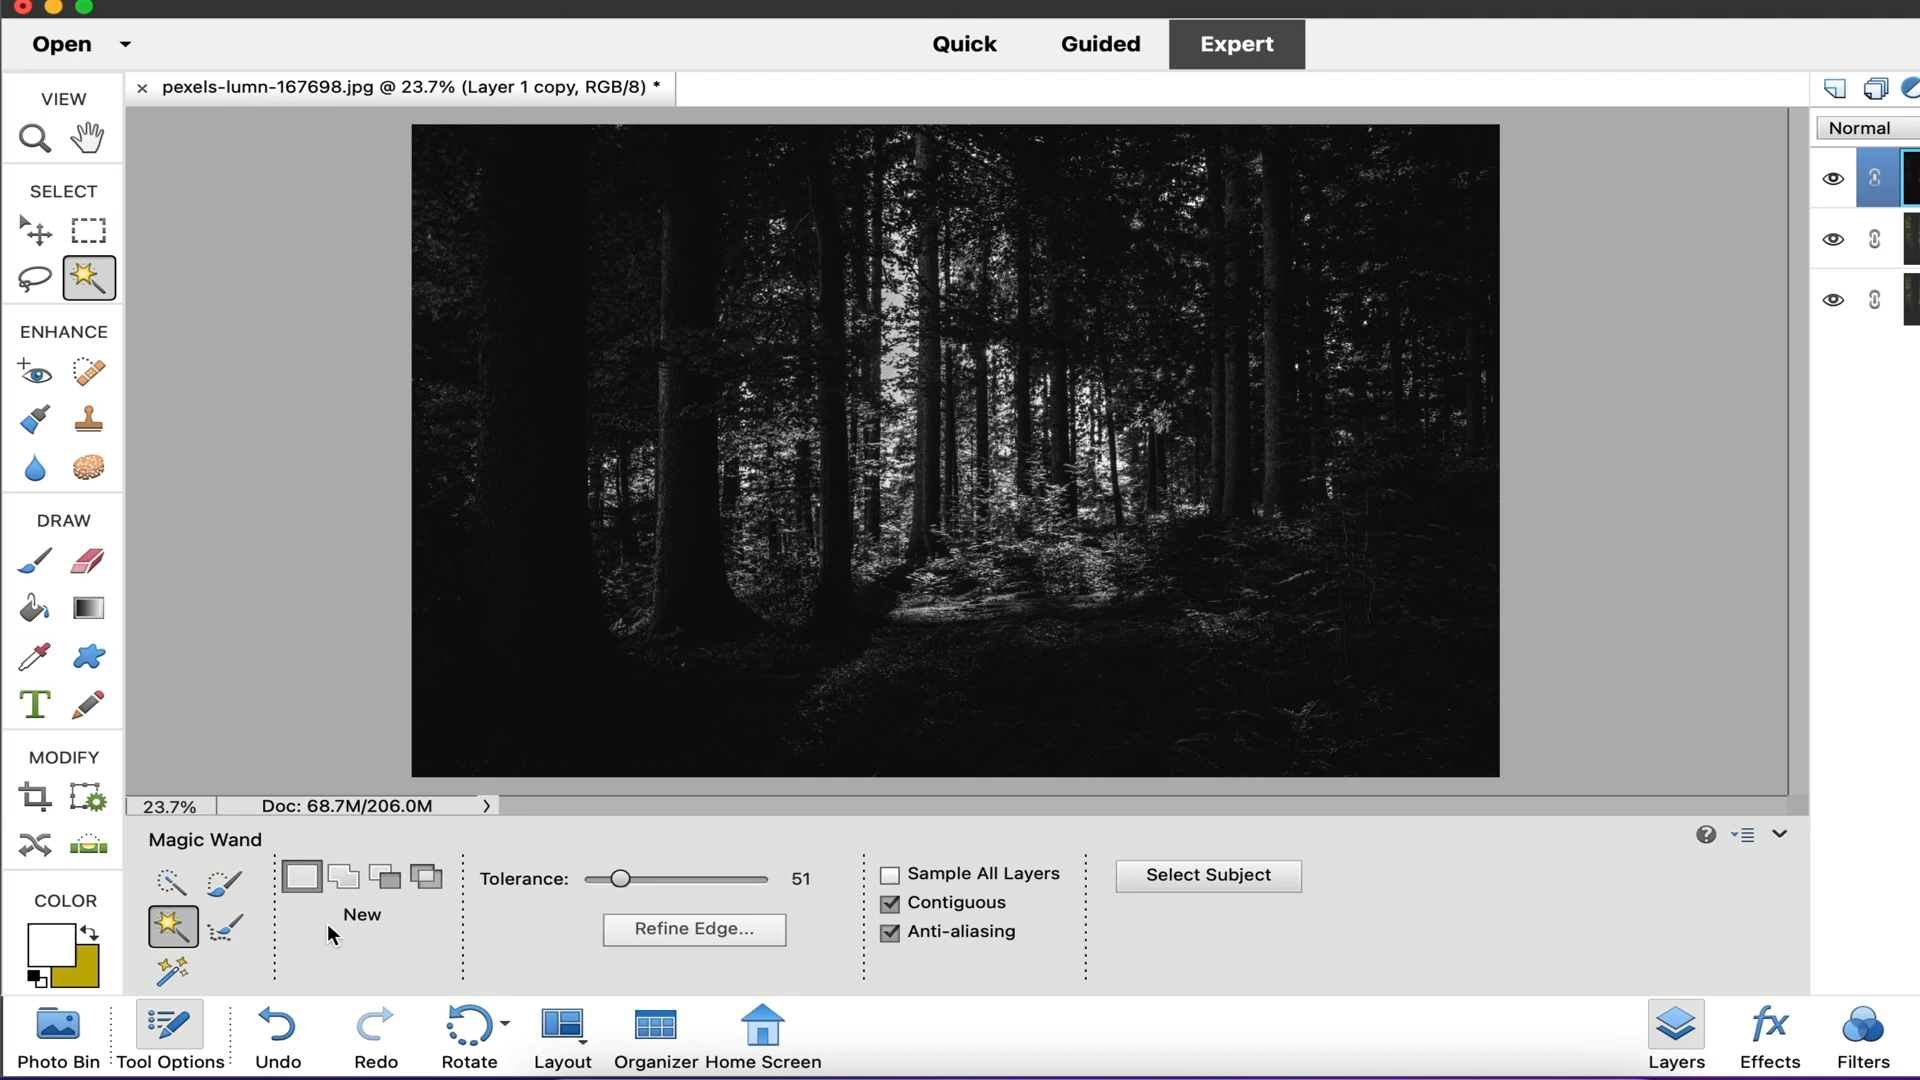 Open
Quick
Guided
Expert
× pexels-lumn-167698.jpg @ 23.7% (Layer 1 copy, RGB/8) *
VIEW
Normal
SELECT
ENHANCE
DRAW
T
MODIFY
23.7%
Doc: 68.7M/206.0M
Magic Wand
Tolerance:
51
Sample All Layers
Select Subject
COLOR
Contiguous
New
Refine Edge...
Anti-aliasing
fx
Photo Bin
Tool Options
Undo
Redo
Rotate
Layout
Organizer
Home Screen
Layers
Effects
Filters